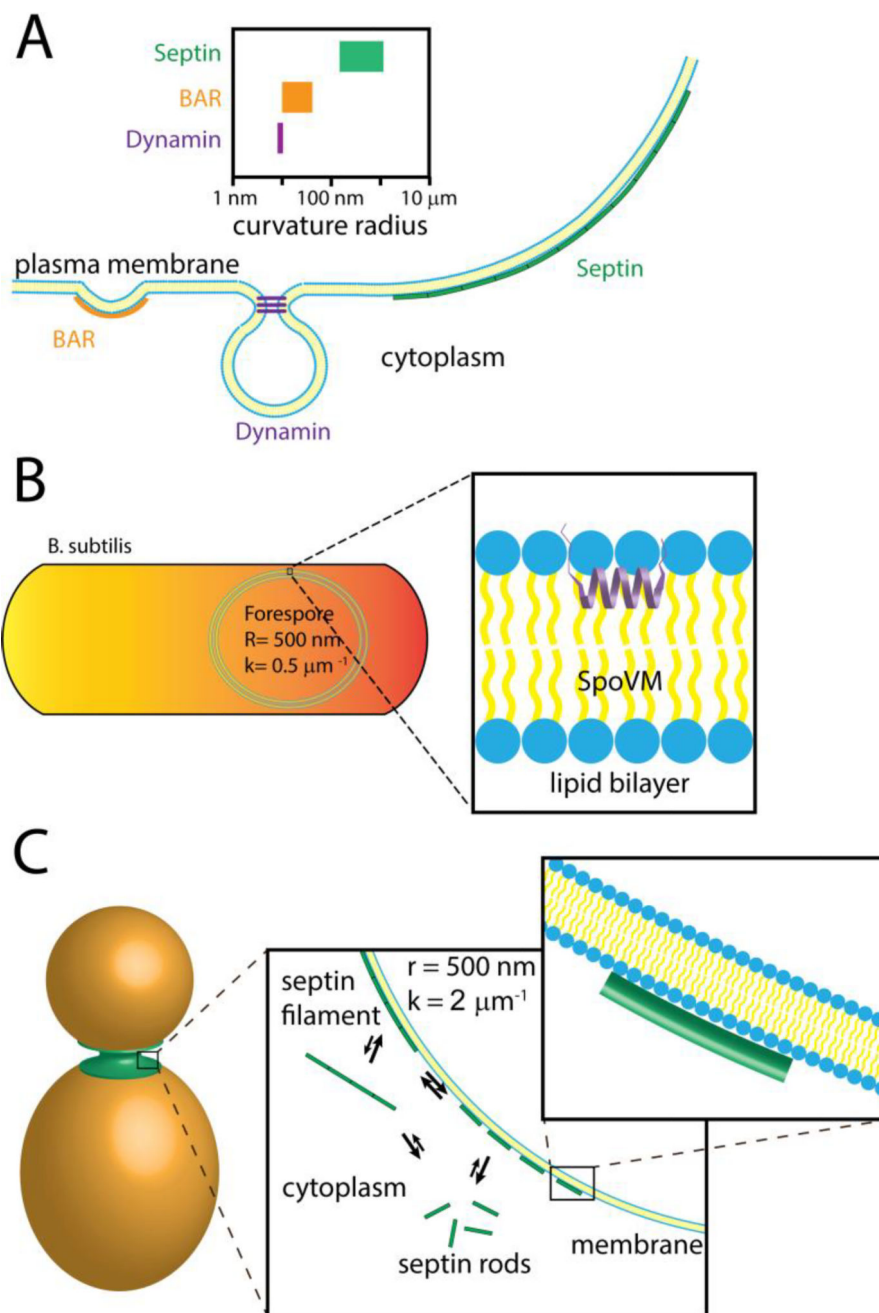 A
Septin
BAR
Dynamin
1 nm 100 nm 10 μm
curvature radius
plasma membrane
Septin
BAR
cytoplasm
Dynamin
B
B. subtilis
Forespore
R= 500 nm
k= 0.5 μm -1
SpoVM
lipid bilayer
C
septin
filament
r = 500 nm
k = 2 μm-1
cytoplasm
septin rods
membrane